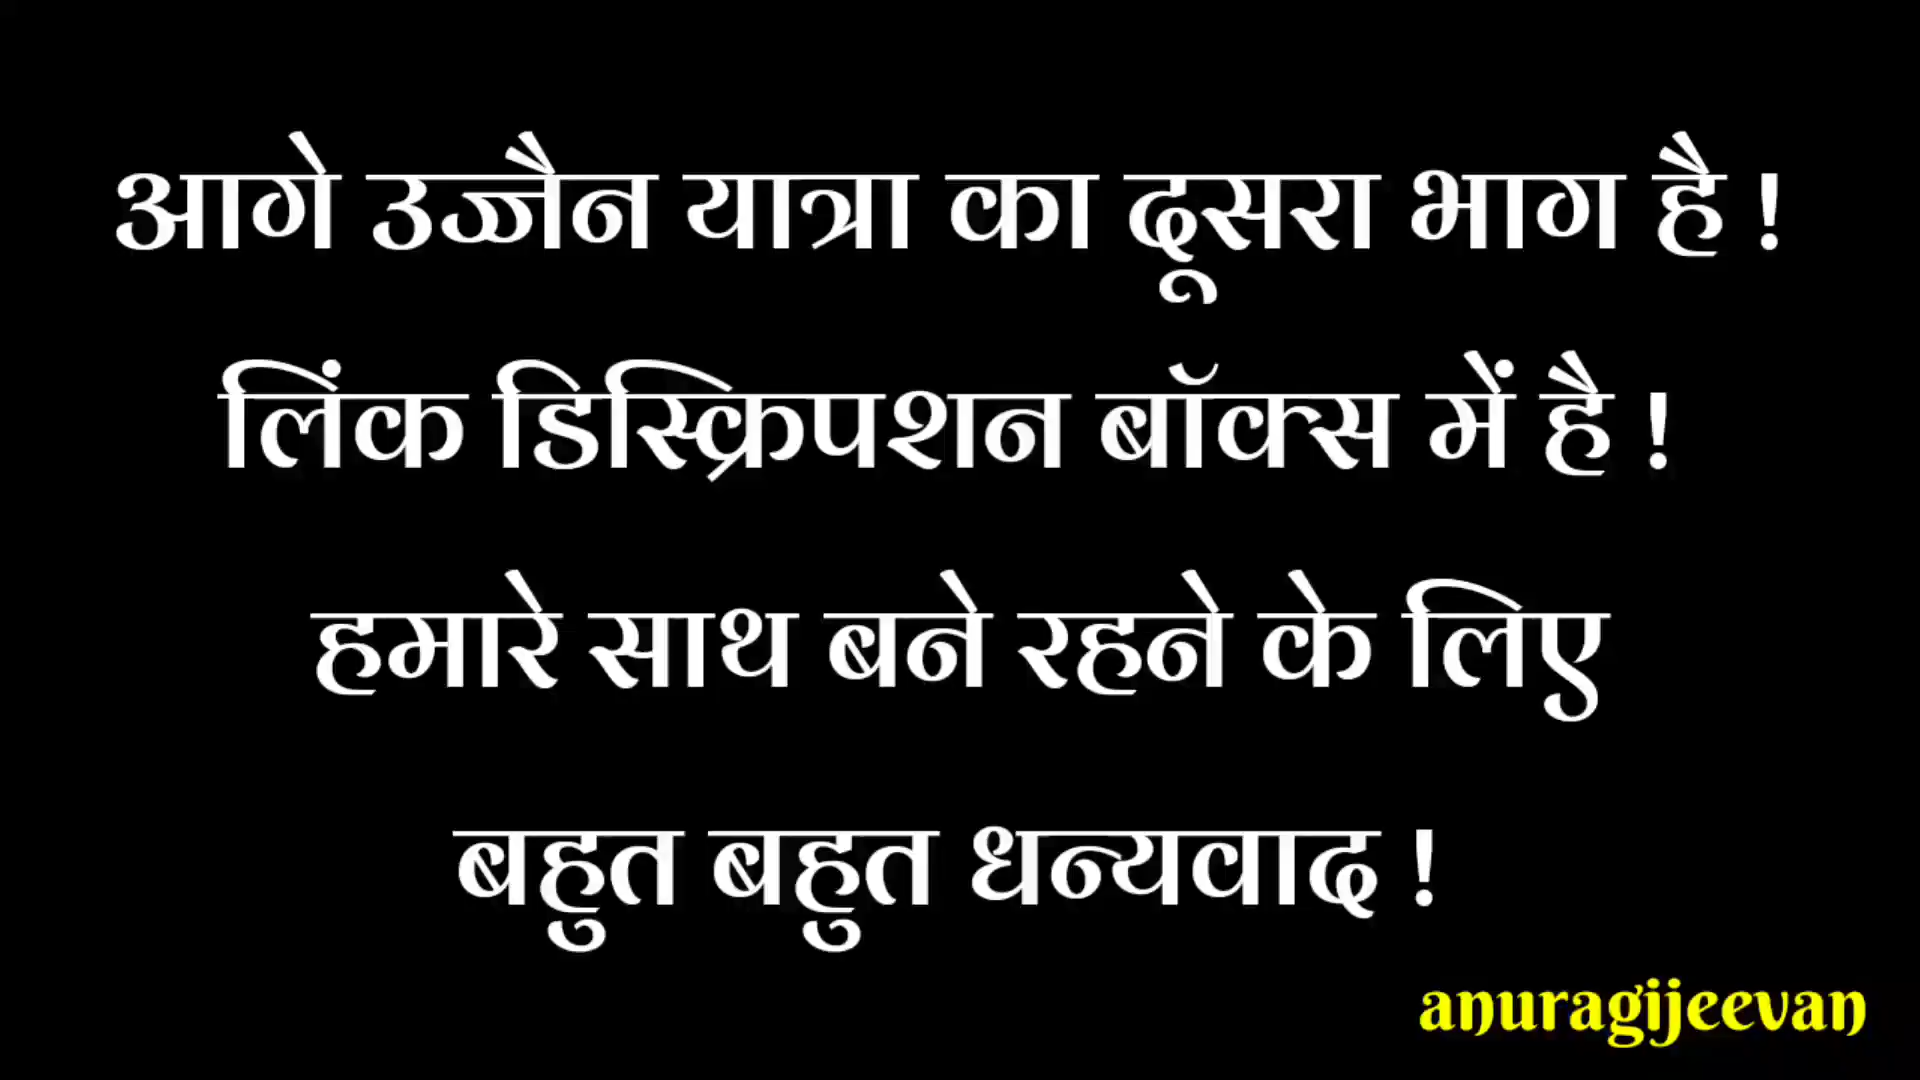 आगे उज्जैन यात्रा का दूसरा भाग है !
लिंक डिस्क्रिपशन बॉक्स में है !
हमारे साथ बने रहने के लिए
बहुत बहुत धन्यवाद !
anuragijeevan